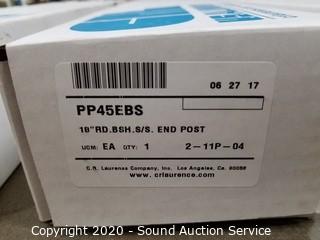 06 27 17
PP45EBS
18"RD.BSH.S/S. END POST
UOM: EA QTY: 1 2-11P-04
C.R. Laurence Company, Inc. Los Angeles, Ca. 90058
www.crlaurence.com
Copyright © 2020 - Sound Auction Service